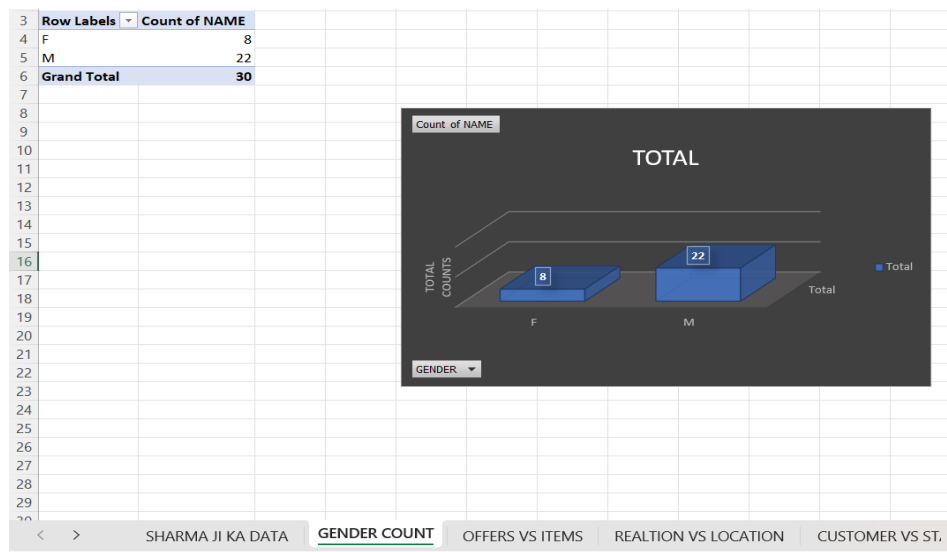 3 Row Labels Count of NAME
4 F 8
5 M 22
6 Grand Total 30
7
8
9
10
11
12
13
14
15
16
17
18
19
20
21
22
23
24
25
26
27
28
29
Count of NAME
TOTAL
TOTAL
COUNTS
8
22
Total
Total
F
M
GENDER
SHARMA JI KA DATA GENDER COUNT OFFERS VS ITEMS REALTION VS LOCATION CUSTOMER VS